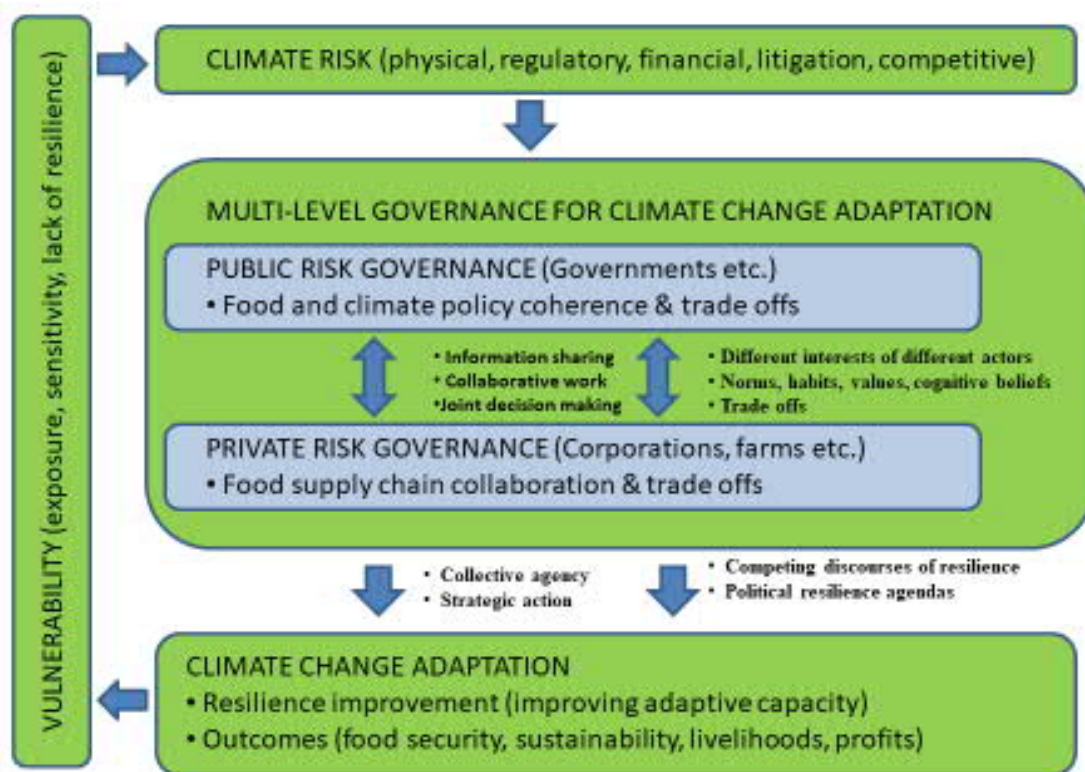 VULNERABILITY (exposure, sensitivity, lack of resilience)
CLIMATE RISK (physical, regulatory, financial, litigation, competitive)
MULTI-LEVEL GOVERNANCE FOR CLIMATE CHANGE ADAPTATION
PUBLIC RISK GOVERNANCE (Governments etc.)
• Food and climate policy coherence & trade offs
• Information sharing
• Collaborative work
•Joint decision making
• Different interests of different actors
• Norms, habits, values, cognitive beliefs
• Trade offs
PRIVATE RISK GOVERNANCE (Corporations, farms etc.)
• Food supply chain collaboration & trade offs
• Collective agency
• Strategic action
• Competing discourses of resilience
• Political resilience agendas
CLIMATE CHANGE ADAPTATION
• Resilience improvement (improving adaptive capacity)
• Outcomes (food security, sustainability, livelihoods, profits)